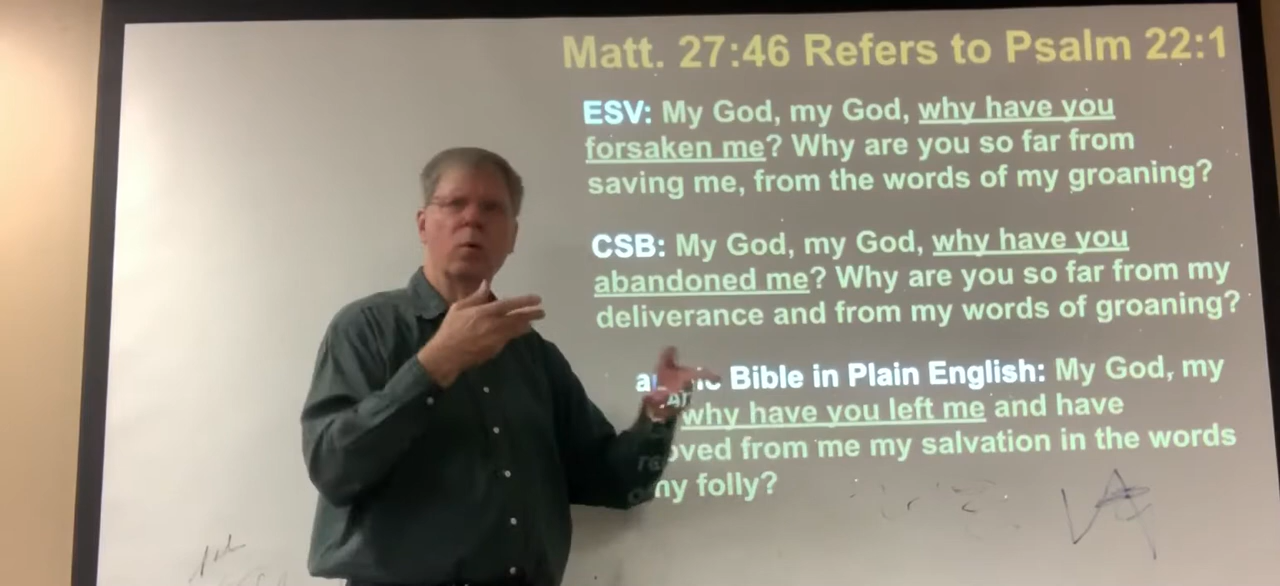 Matt. 27:46 Refers to Psalm 22:1
ESV: My God, my God, why have you
forsaken me? Why are you so far from
saving me, from the words of my groaning?
CSB: My God, my God, why have you
abandoned me? Why are you so far from my
deliverance and from my words of groaning?
Bible in Plain English: My God, my
why have you left me and have
from me my salvation in the words
my folly?